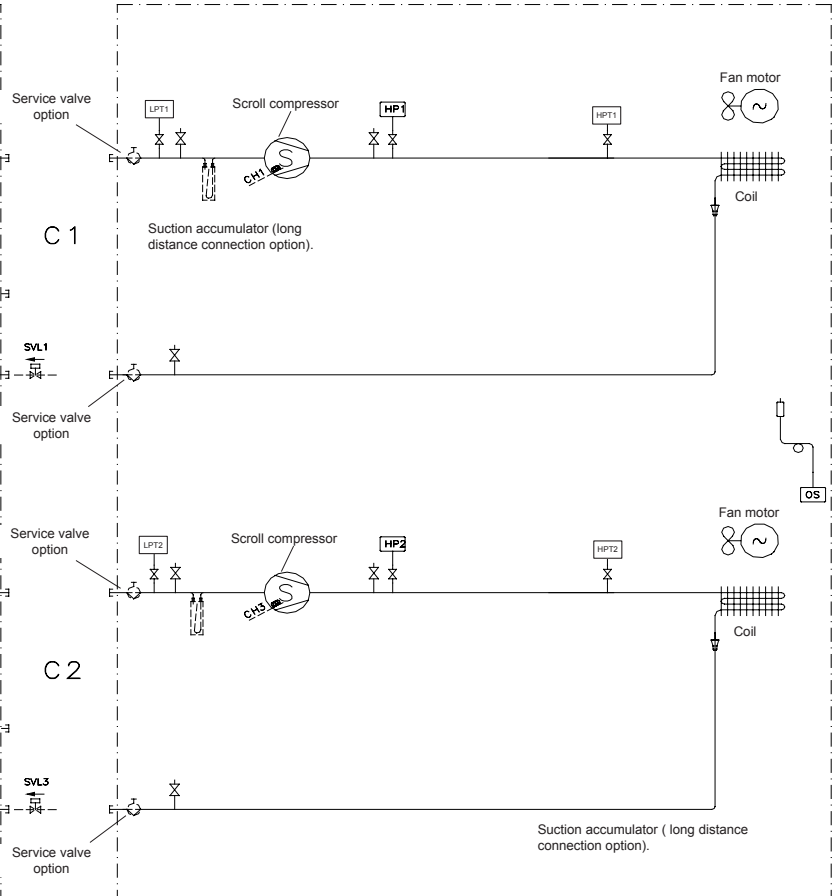 Fan motor
Service valve
option
LPT1
Scroll compressor
HP1
HPT1
~
S
CH1
Coil
Suction accumulator (long
distance connection option).
C 1
SVL1
Service valve
option
OS
Fan motor
Service valve
option
LPT2
Scroll compressor
HP2
HPT2
~
S
CH3
Coil
C 2
SVL3
Suction accumulator ( long distance
connection option).
Service valve
option